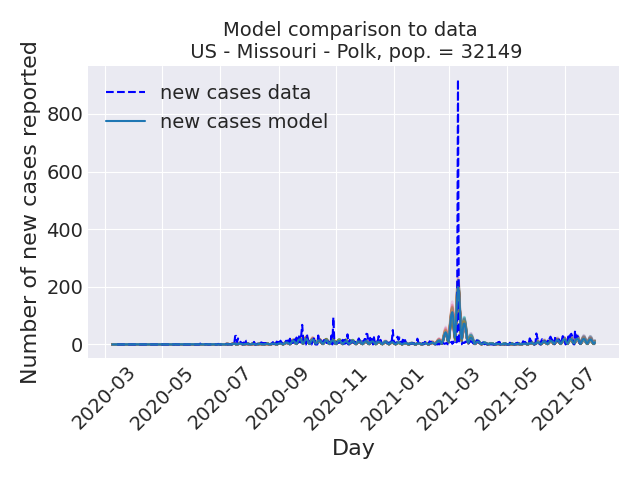 Model comparison to data
US - Missouri - Polk, pop. = 32149
new cases data
new cases model
Number of new cases reported
800
600
400
200
0
2020-03
2020-05
2020-07
2020-09
2020-11
2021-01
2021-03
2021-05
2021-07
Day